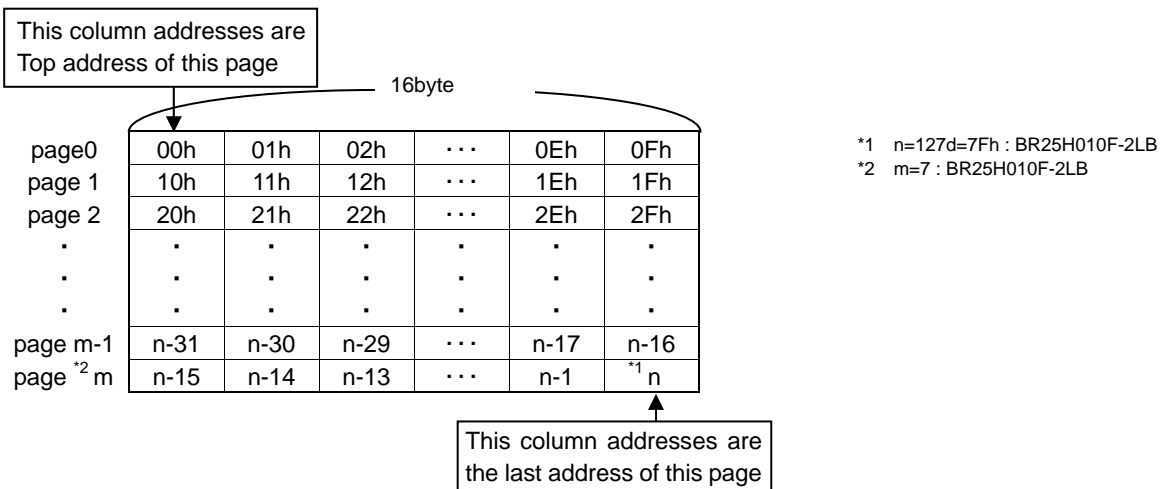 This column addresses are
Top address of this page
16byte
page0 00h 01h 02h ··· 0Eh 0Fh
page 1 10h 11h 12h ··· 1Eh 1Fh
page 2 20h 21h 22h ··· 2Eh 2Fh
· · · · · · ·
· · · · · · ·
· · · · · · ·
page m-1 n-31 n-30 n-29 ··· n-17 n-16
page *2 m n-15 n-14 n-13 ··· n-1 *1 n
This column addresses are
the last address of this page
*1 n=127d=7Fh : BR25H010F-2LB
*2 m=7 : BR25H010F-2LB